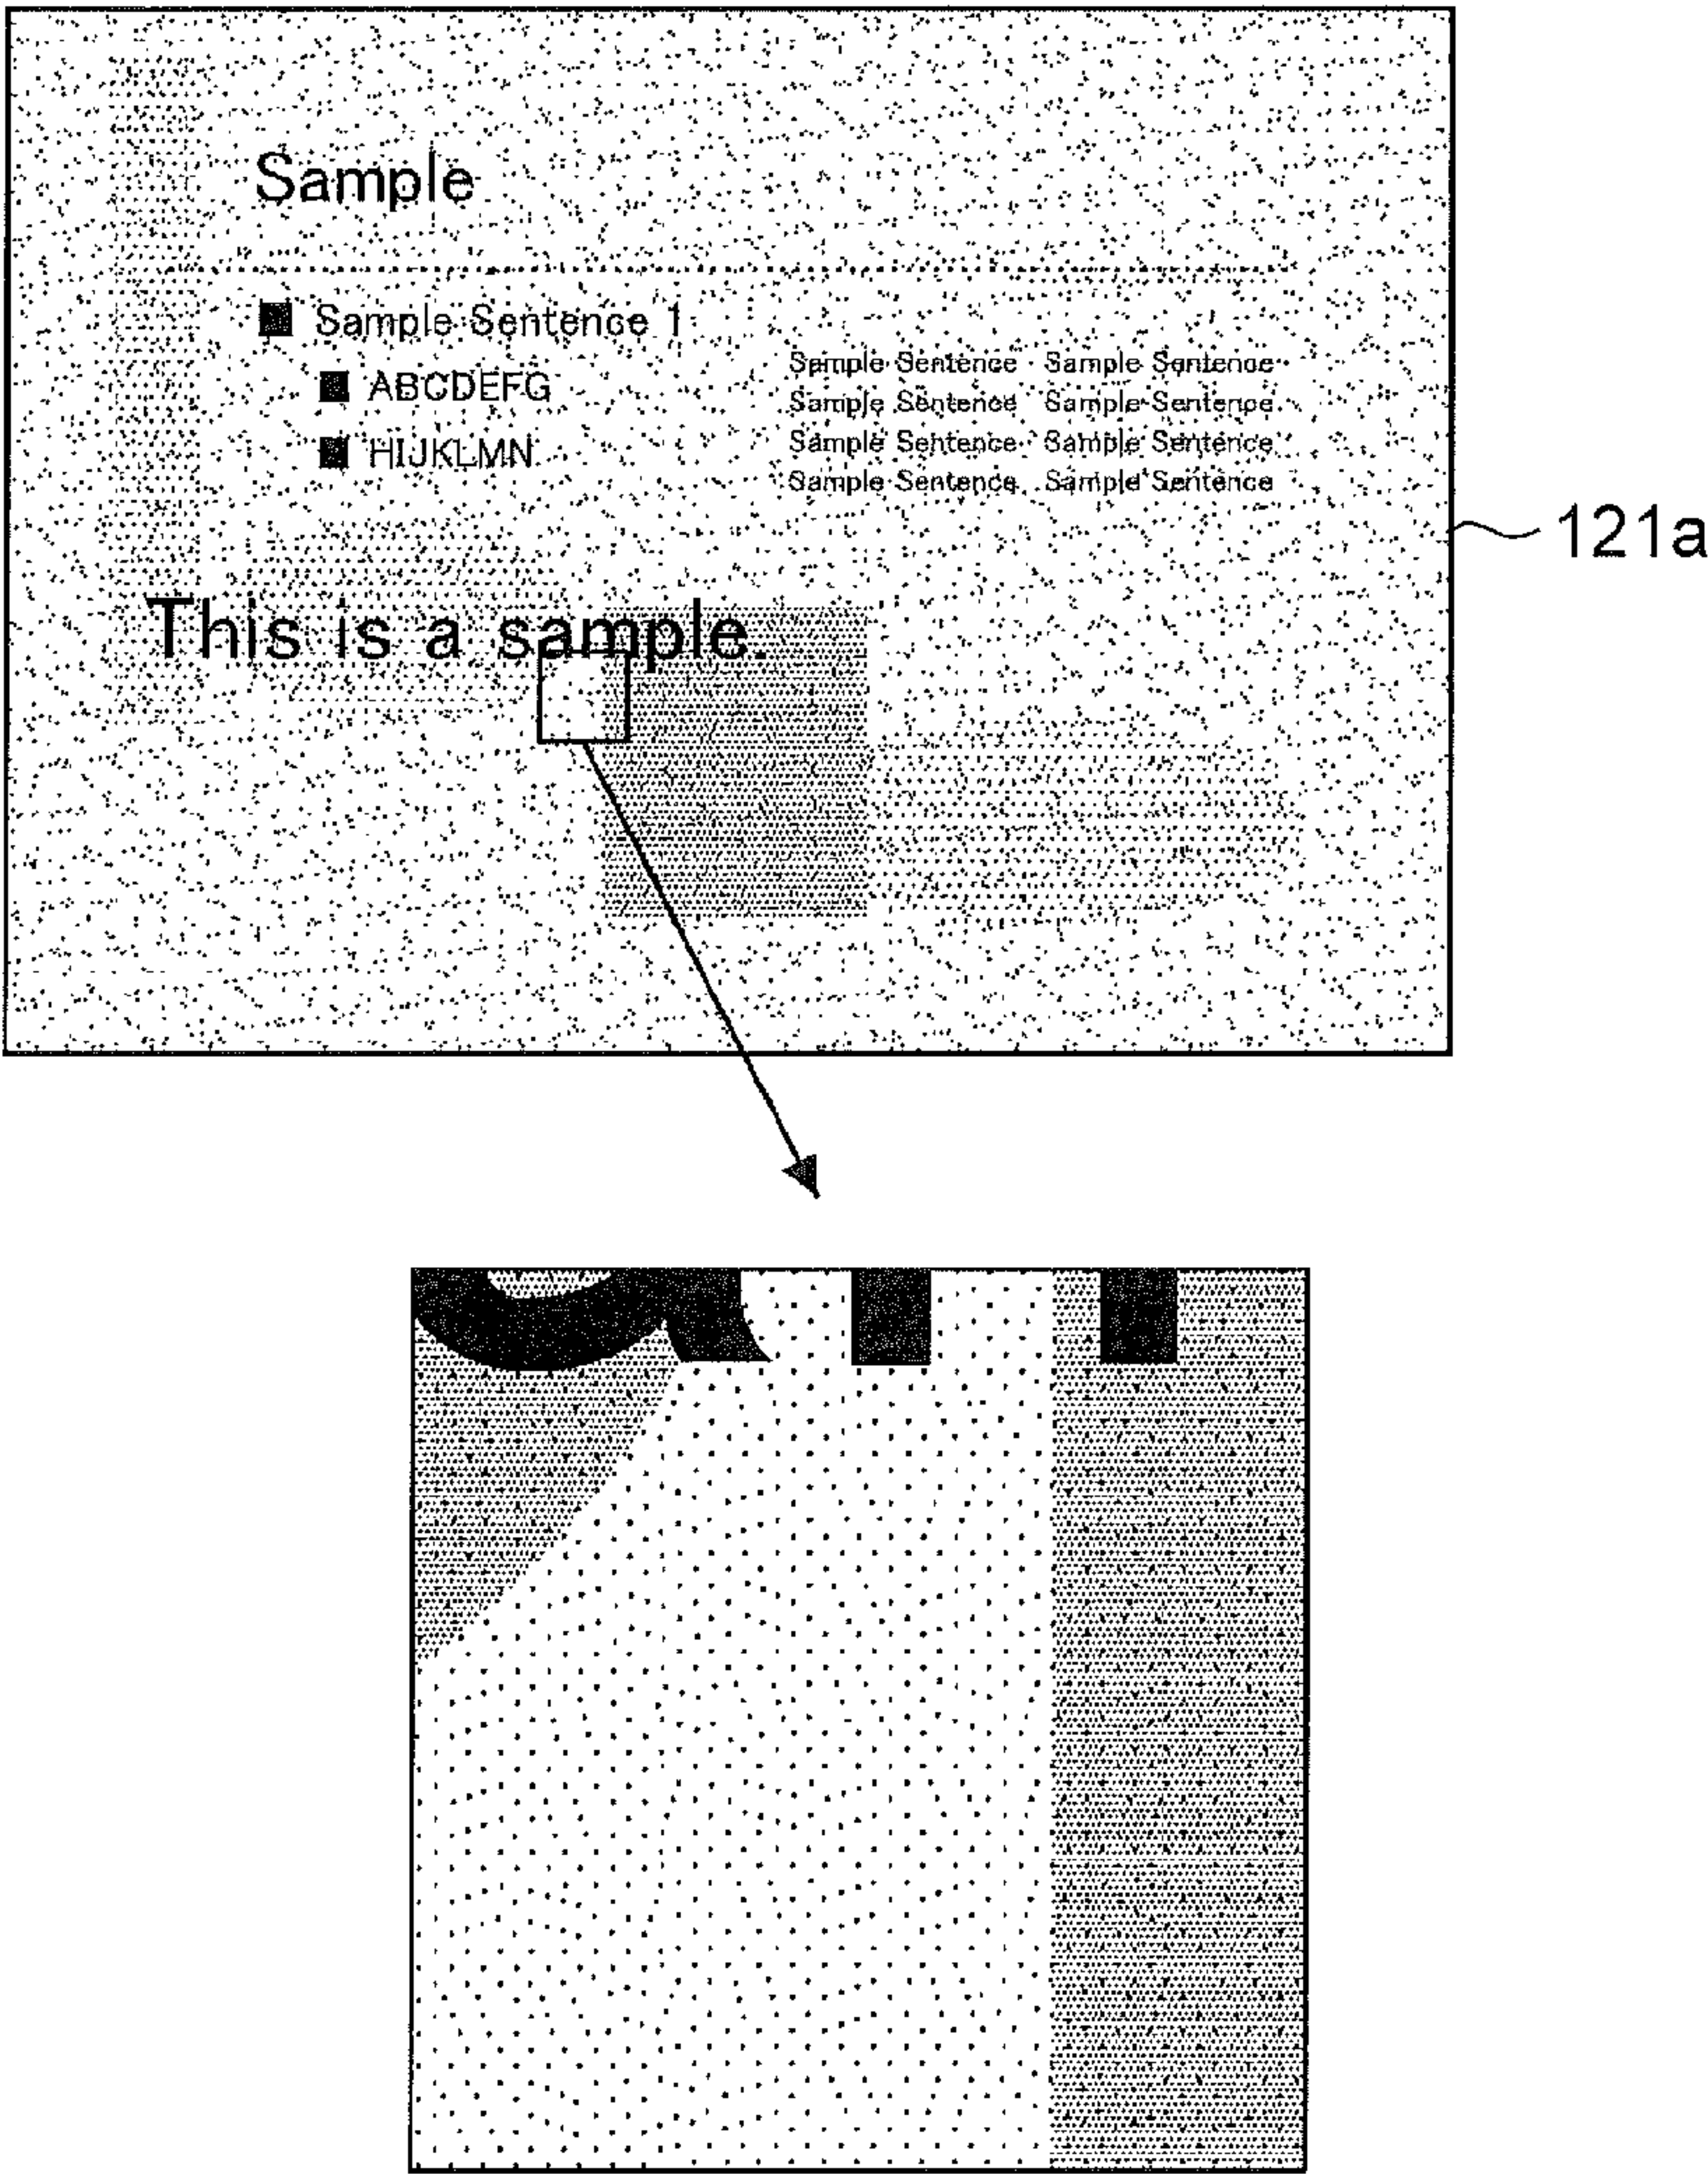 Sample
■ Sample Sentence 1
■ ABCDEFG
■ HIJKLMN
Sample Sentence Sample Sentence
Sample Sentence Sample Sentence
Sample Sentence Sample Sentence
Sample Sentence Sample Sentence
121a
This is a sample.